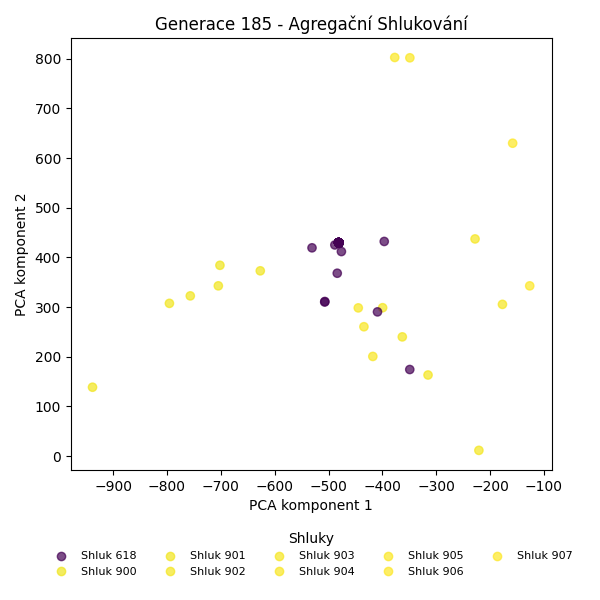 Generace 185 - Agregační Shlukování
PCA komponent 2
800
700
600
500
400
300
200
100
0
−900 −800 −700 −600 −500 −400 −300 −200 −100
PCA komponent 1
Shluky
Shluk 618 Shluk 901 Shluk 903 Shluk 905 Shluk 907
Shluk 900 Shluk 902 Shluk 904 Shluk 906